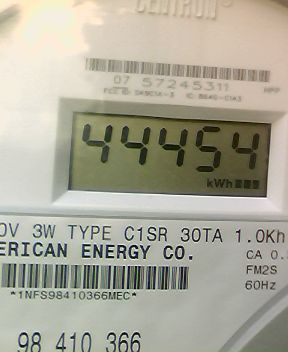 CENTRON
07 57245311
44454
kWh
0V 3W TYPE C1SR 30TA 1.0Kh
ERICAN ENERGY CO.
CA 0.
FM2S
*1NFS98410366MEC*
60Hz
98 410 366